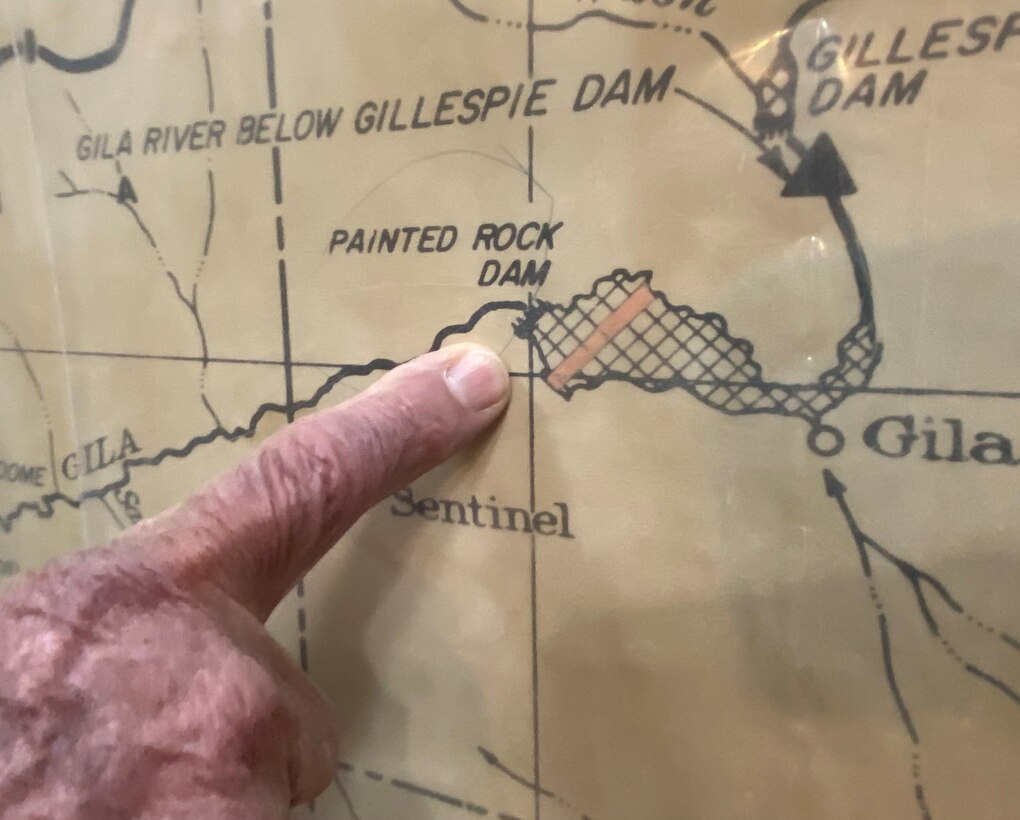 GILLESP
DAM
GILA RIVER BELOW GILLESPIE DAM
PAINTED ROCK
DAM
Gila
GILA
DOME
Sentinel